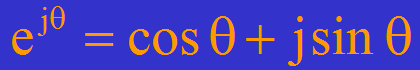 e^{jθ} = cos θ + j sin θ